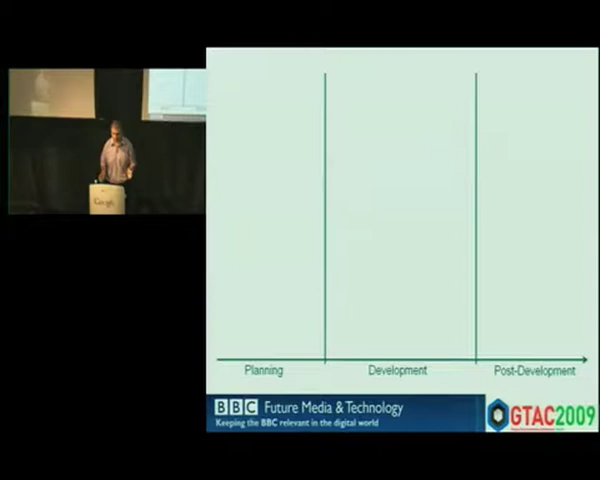 Google
Planning
Development
Post-Development
BBC Future Media & Technology
Keeping the BBC relevant in the digital world
GTAC2009